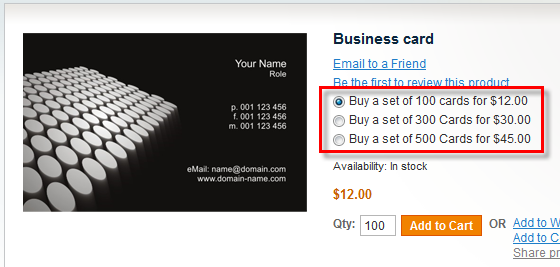 Your Name
Role
p. 001 123 456
f. 001 123 456
m. 001 123 456
eMail: name@domain.com
www.domain-name.com
Business card
Email to a Friend
Be the first to review this product
Buy a set of 100 cards for $12.00
Buy a set of 300 Cards for $30.00
Buy a set of 500 Cards for $45.00
Availability: In stock
$12.00
Qty: 100 Add to Cart OR Add to W
Add to C
Share pr